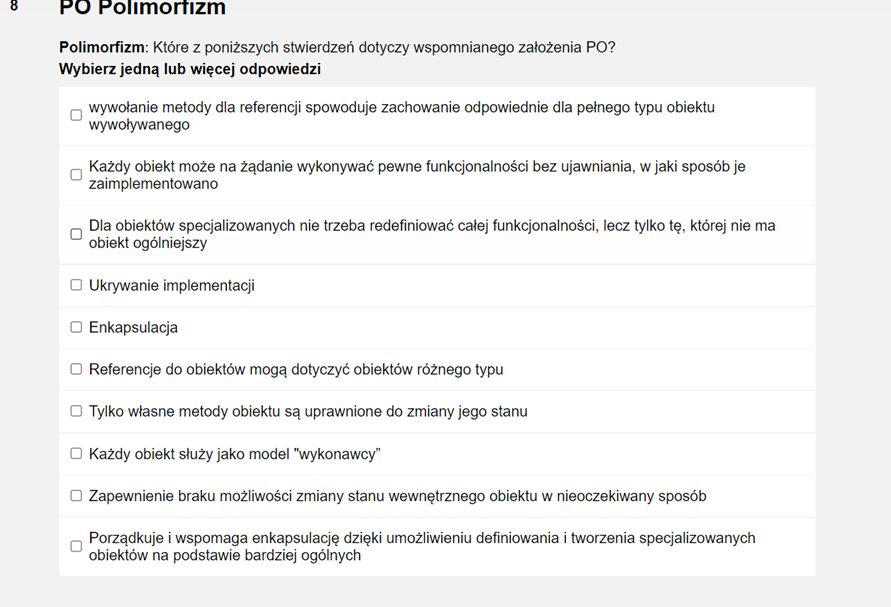 8
PO Polimorfizm
Polimorfizm: Które z poniższych stwierdzeń dotyczy wspomnianego założenia PO?
Wybierz jedną lub więcej odpowiedzi
wywołanie metody dla referencji spowoduje zachowanie odpowiednie dla pełnego typu obiektu
wywoływanego
Każdy obiekt może na żądanie wykonywać pewne funkcjonalności bez ujawniania, w jaki sposób je
zaimplementowano
Dla obiektów specjalizowanych nie trzeba redefiniować całej funkcjonalności, lecz tylko tę, której nie ma
obiekt ogólniejszy
Ukrywanie implementacji
Enkapsulacja
Referencje do obiektów mogą dotyczyć obiektów różnego typu
Tylko własne metody obiektu są uprawnione do zmiany jego stanu
Każdy obiekt służy jako model "wykonawcy”
Zapewnienie braku możliwości zmiany stanu wewnętrznego obiektu w nieoczekiwany sposób
Porządkuje i wspomaga enkapsulację dzięki umożliwieniu definiowania i tworzenia specjalizowanych
obiektów na podstawie bardziej ogólnych